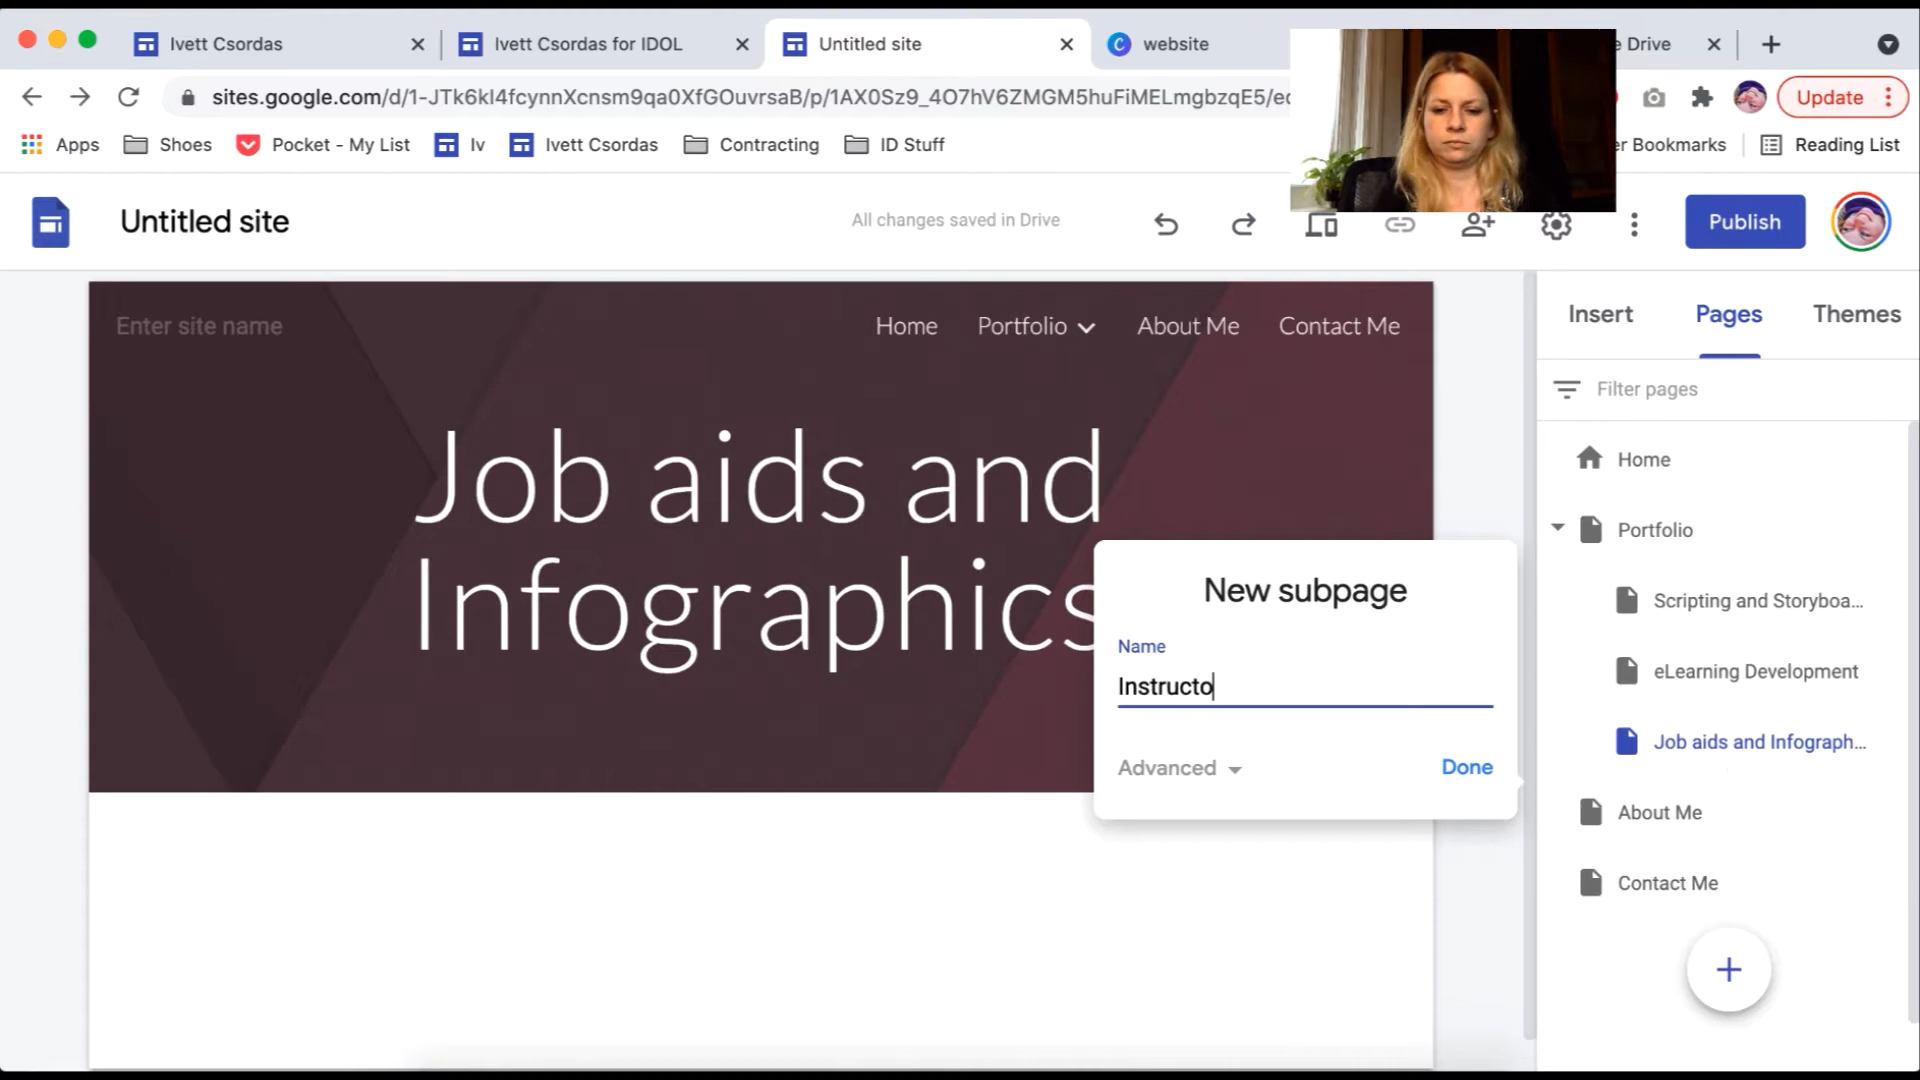 Ivett Csordas
Ivett Csordas for IDOL
Untitled site
website
Drive
sites.google.com/d/1-JTk6kI4fcynnXcnsm9qa0XfGOuvrsaB/p/1AX0Sz9_4O7hV6ZMGM5huFiMELmgbzqE5/ec
Update
Apps
Shoes
Pocket - My List
Iv
Ivett Csordas
Contracting
ID Stuff
er Bookmarks
Reading List
Untitled site
All changes saved in Drive
Publish
Enter site name
Home
Portfolio
About Me
Contact Me
Job aids and
Infographics
New subpage
Name
Instructo
Advanced
Done
Insert
Pages
Themes
Filter pages
Home
Portfolio
Scripting and Storyboa...
eLearning Development
Job aids and Infograph...
About Me
Contact Me